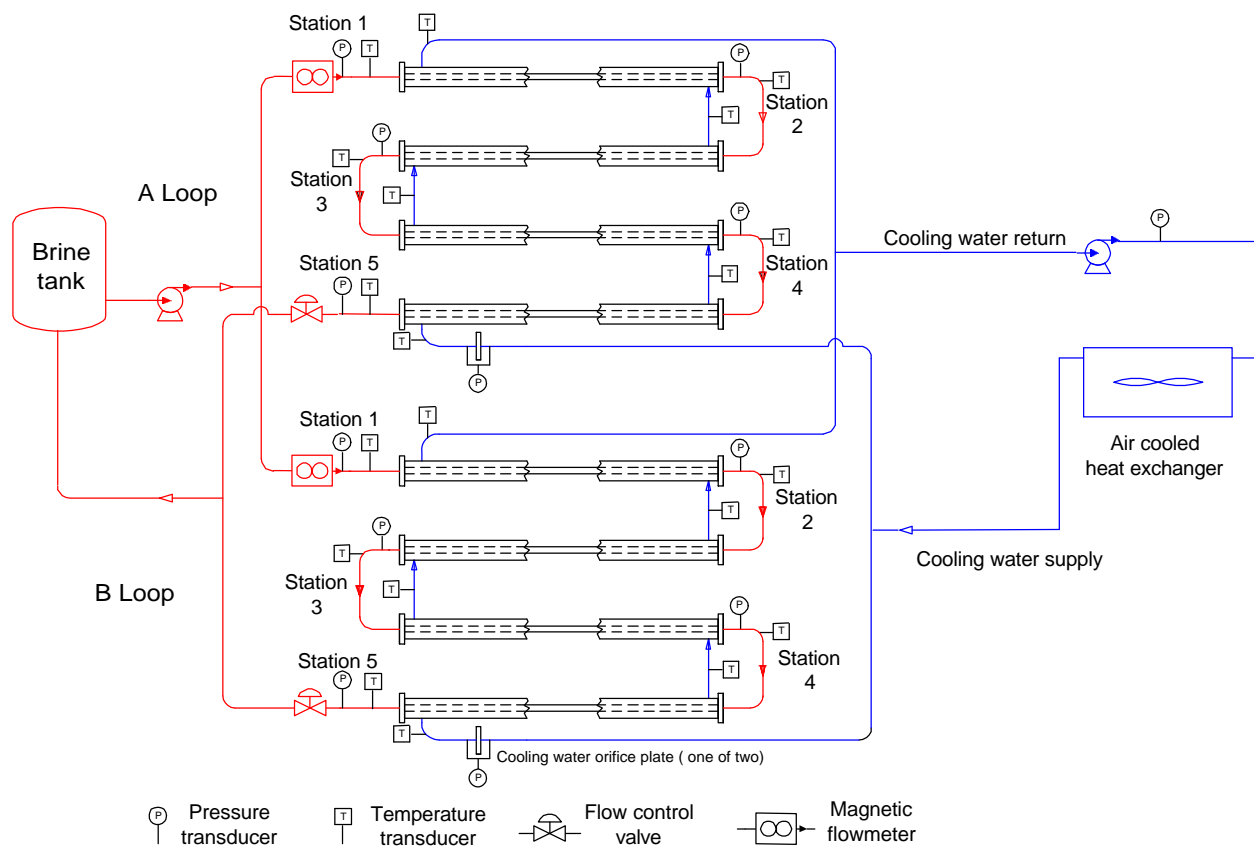 Station 1
T
P
T
P
T
T
Station
2
P
T
Station
3
T
A Loop
P
T
Station
4
T
Brine
tank
Cooling water return
P
Station 5
P
T
T
P
Air cooled
heat exchanger
Cooling water supply
Station 1
T
P
T
P
T
T
Station
2
P
T
Station
3
T
B Loop
P
T
Station
4
T
Station 5
P
T
T
P
Cooling water orifice plate ( one of two)
P
Pressure
transducer
T
Temperature
transducer
Flow control
valve
Magnetic
flowmeter